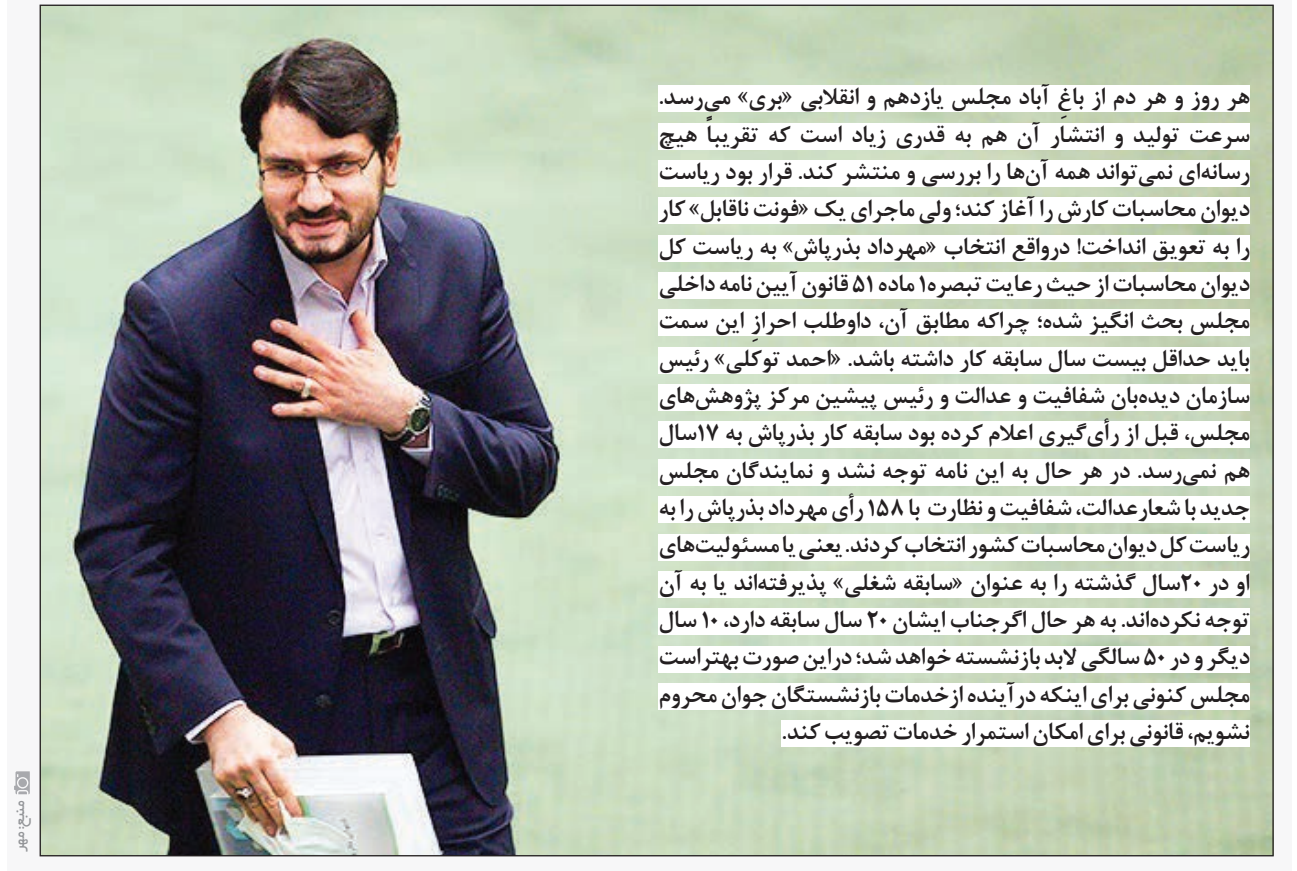 هر روز و هر دم از باغِ آباد مجلس یازدهم و انقلابی «بری» می‌رسد.
سرعت تولید و انتشار آن هم به قدری زیاد است که تقریباً هیچ
رسانه‌ای نمی‌تواند همه آن‌ها را بررسی و منتشر کند. قرار بود ریاست
دیوان محاسبات کارش را آغاز کند؛ ولی ماجرای یک «فونت ناقابل» کار
را به تعویق انداخت! درواقع انتخاب «مهرداد بذرپاش» به ریاست کل
دیوان محاسبات از حیث رعایت تبصره۱ ماده ۵۱ قانون آیین نامه داخلی
مجلس بحث انگیز شده؛ چراکه مطابق آن، داوطلب احرازِ این سمت
باید حداقل بیست سال سابقه کار داشته باشد. «احمد توکلی» رئیس
سازمان دیده‌بان شفافیت و عدالت و رئیس پیشین مرکز پژوهش‌های
مجلس، قبل از رأی‌گیری اعلام کرده بود سابقه کار بذرپاش به ۱۷سال
هم نمی‌رسد. در هر حال به این نامه توجه نشد و نمایندگان مجلس
جدید با شعارعدالت، شفافیت و نظارت با ۱۵۸ رأی مهرداد بذرپاش را به
ریاست کل دیوان محاسبات کشور انتخاب کردند. یعنی یا مسئولیت‌های
او در ۲۰سال گذشته را به عنوان «سابقه شغلی» پذیرفته‌اند یا به آن
توجه نکرده‌اند. به هر حال اگرجناب ایشان ۲۰ سال سابقه دارد، ۱۰ سال
دیگر و در ۵۰ سالگی لابد بازنشسته خواهد شد؛ دراین صورت بهتراست
مجلس کنونی برای اینکه درآینده ازخدمات بازنشستگان جوان محروم
نشویم، قانونی برای امکان استمرار خدمات تصویب کند.
منبع: مهر